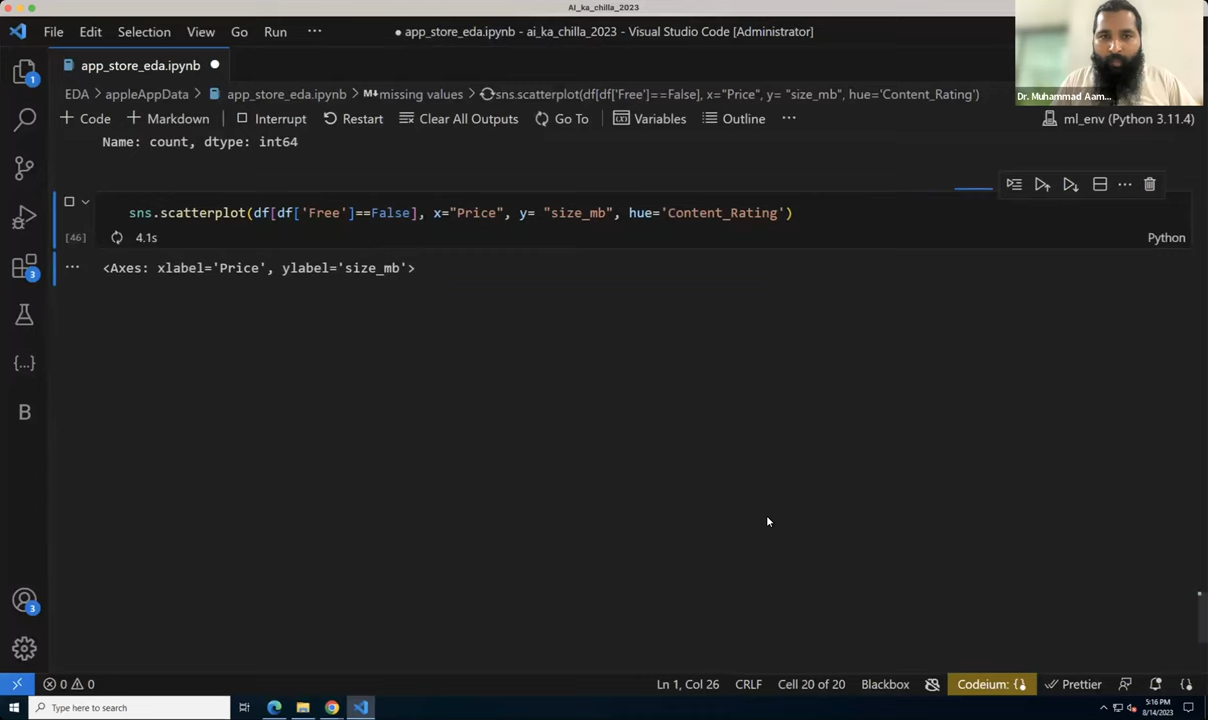 AI_ka_chilla_2023
File Edit Selection View Go Run ···
● app_store_eda.ipynb - ai_ka_chilla_2023 - Visual Studio Code [Administrator]
app_store_eda.ipynb ●
EDA > appleAppData > app_store_eda.ipynb > M↓missing values > sns.scatterplot(df[df['Free']==False], x="Price", y= "size_mb", hue='Content_Rating')
+ Code + Markdown Interrupt Restart Clear All Outputs Go To Variables Outline ··· ml_env (Python 3.11.4)
Dr. Muhammad Aam...
Name: count, dtype: int64
sns.scatterplot(df[df['Free']==False], x="Price", y= "size_mb", hue='Content_Rating')
[46] 4.1s Python
··· <Axes: xlabel='Price', ylabel='size_mb'>
1
3
{...}
B
3
0 0 Ln 1, Col 26 CRLF Cell 20 of 20 Blackbox Codeium: {} Prettier
Type here to search
5:16 PM
8/14/2023